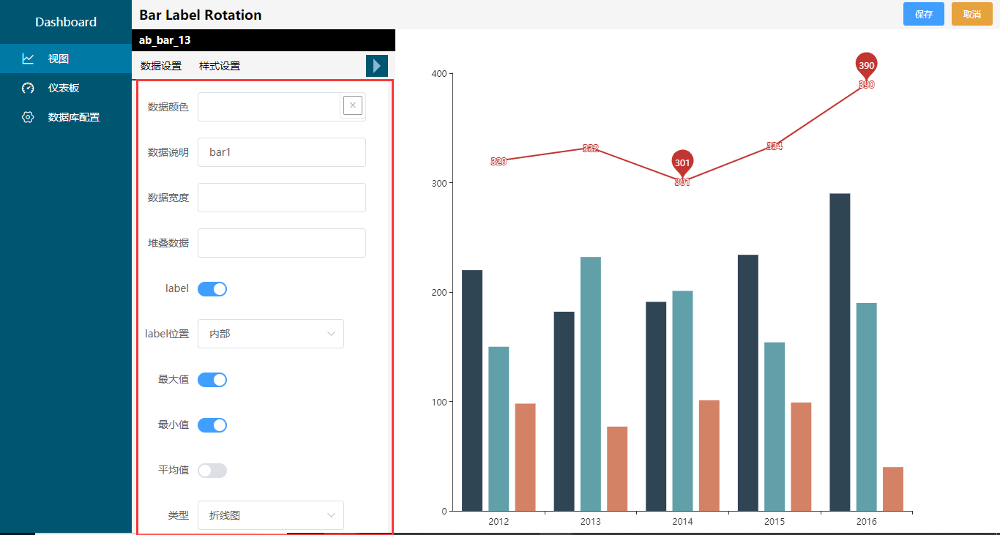 Dashboard
视图
仪表板
数据库配置
Bar Label Rotation
保存
取消
ab_bar_13
数据设置
样式设置
数据颜色
数据说明
bar1
数据宽度
堆叠数据
label
label位置
内部
最大值
最小值
平均值
类型
折线图
400
300
200
100
0
320
332
301
301
334
390
390
2012
2013
2014
2015
2016